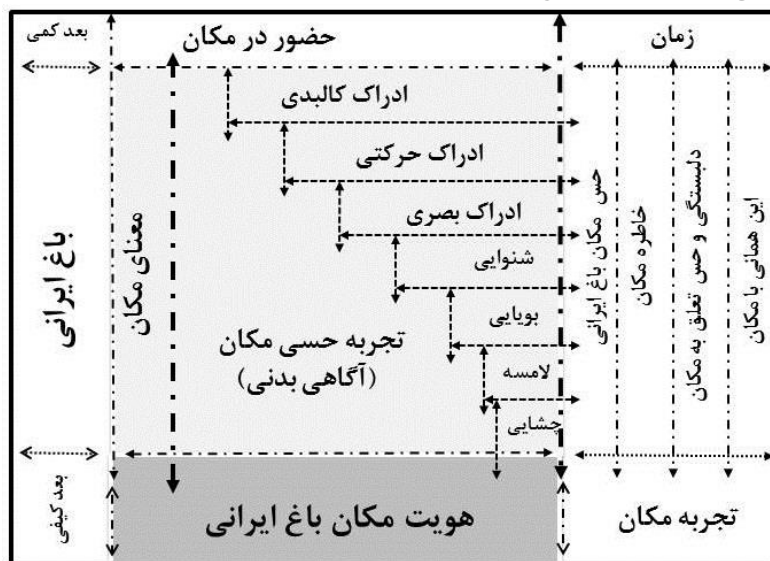 زمان
حضور در مکان
بعد کمی
ادراک کالبدی
ادراک حرکتی
ادراک بصری
شنوایی
بویایی
لامسه
چشایی
حس مکان باغ ایرانی
خاطره مکان
دلبستگی و حس تعلق به مکان
این همانی با مکان
معنای مکان
باغ ایرانی
تجربه حسی مکان
(آگاهی بدنی)
تجربه مکان
هویت مکان باغ ایرانی
بعد کیفی